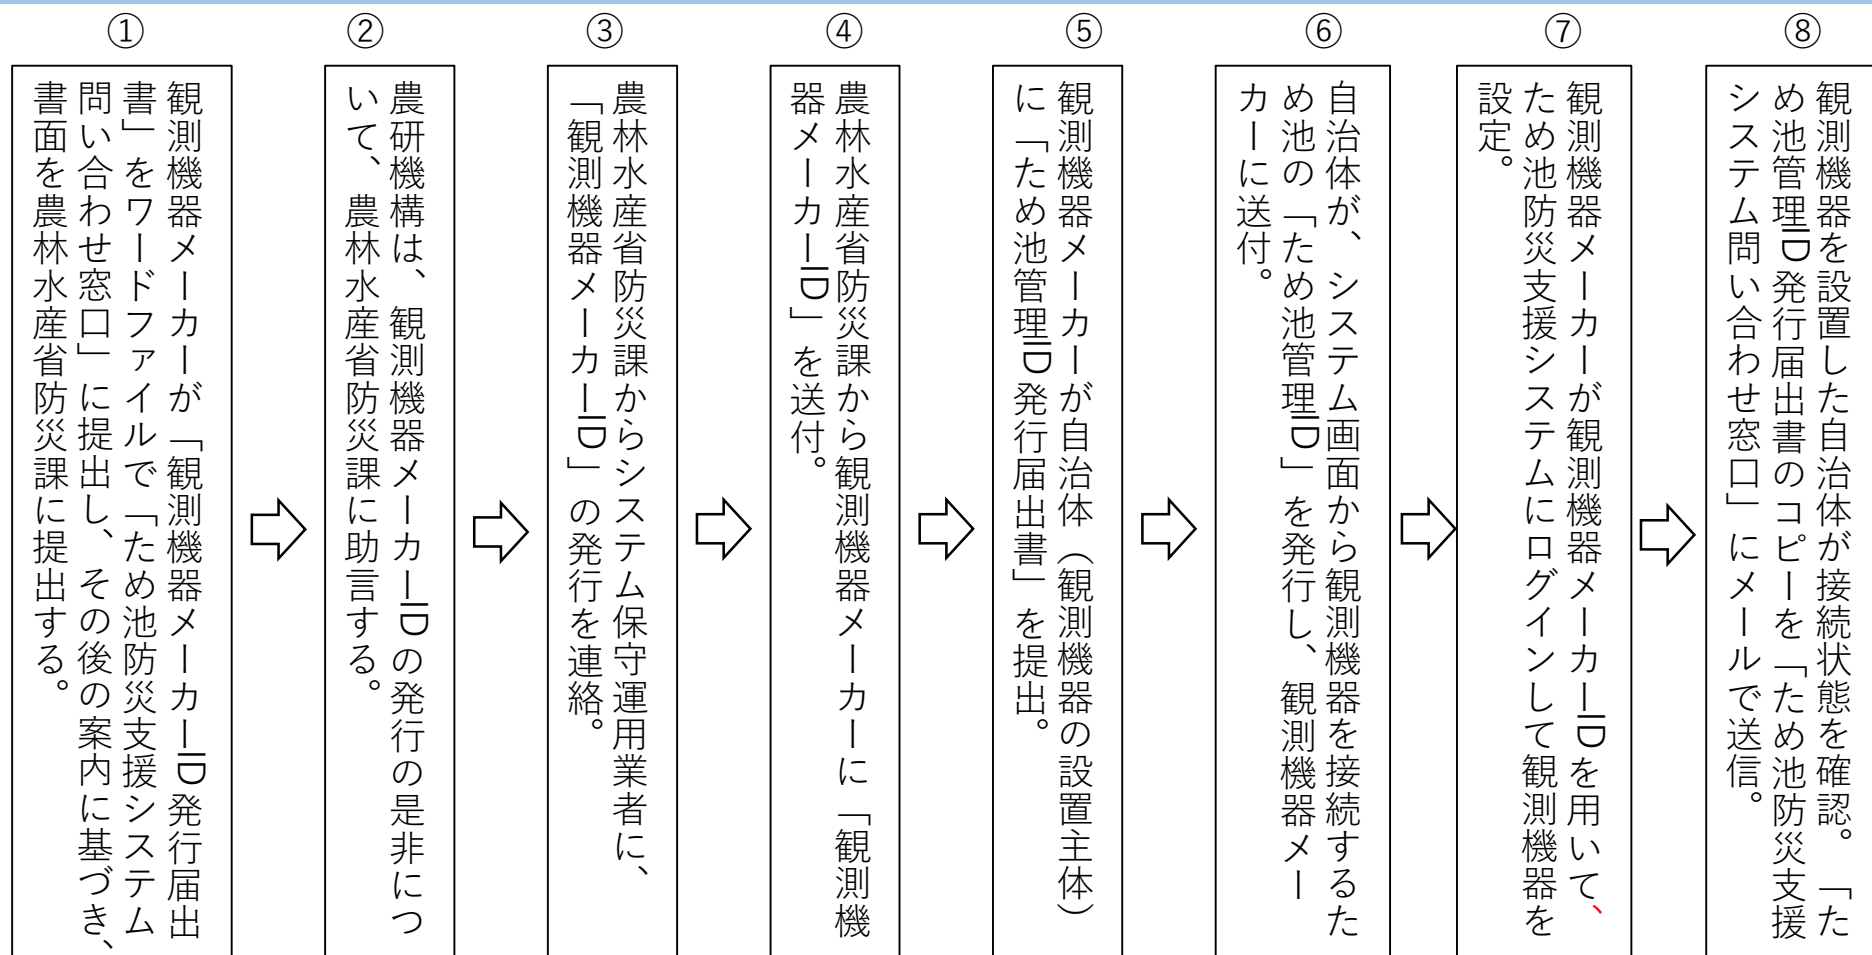 ①
観測機器メーカーが「観測機器メーカーID発行届出
書」をワードファイルで「ため池防災支援システム
問い合わせ窓口」に提出し、その後の案内に基づき、
書面を農林水産省防災課に提出する。
②
農研機構は、観測機器メーカーIDの発行の是非につ
いて、農林水産省防災課に助言する。
③
農林水産省防災課からシステム保守運用業者に、
「観測機器メーカーID」の発行を連絡。
④
農林水産省防災課から観測機器メーカーに「観測機
器メーカーID」を送付。
⑤
観測機器メーカーが自治体（観測機器の設置主体）
に「ため池管理ID発行届出書」を提出。
⑥
自治体が、システム画面から観測機器を接続するた
め池の「ため池管理ID」を発行し、観測機器メー
カーに送付。
⑦
観測機器メーカーが観測機器メーカーIDを用いて、
ため池防災支援システムにログインして観測機器を
設定。
⑧
観測機器を設置した自治体が接続状態を確認。「た
め池管理ID発行届出書のコピーを「ため池防災支援
システム問い合わせ窓口」にメールで送信。